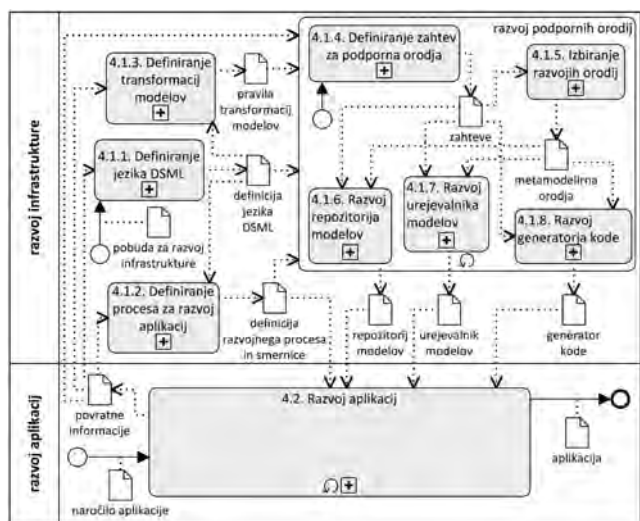 razvoj infrastrukture
razvoj podpornih orodij
4.1.3. Definiranje
transformacij
modelov
pravila
transformacij
modelov
4.1.4. Definiranje zahtev
za podporna orodja
4.1.5. Izbiranje
razvojih orodij
zahteve
4.1.1. Definiranje
jezika DSML
definicija
jezika
DSML
pobuda za razvoj
infrastrukture
metamodelirna
orodja
4.1.6. Razvoj
repozitorija
modelov
4.1.7. Razvoj
urejevalnika
modelov
4.1.8. Razvoj
generatorja kode
4.1.2. Definiranje
procesa za razvoj
aplikacij
definicija
razvojnega procesa
in smernice
repozitorij
modelov
urejevalnik
modelov
generator
kode
razvoj aplikacij
povratne
informacije
4.2. Razvoj aplikacij
aplikacija
naročilo aplikacije